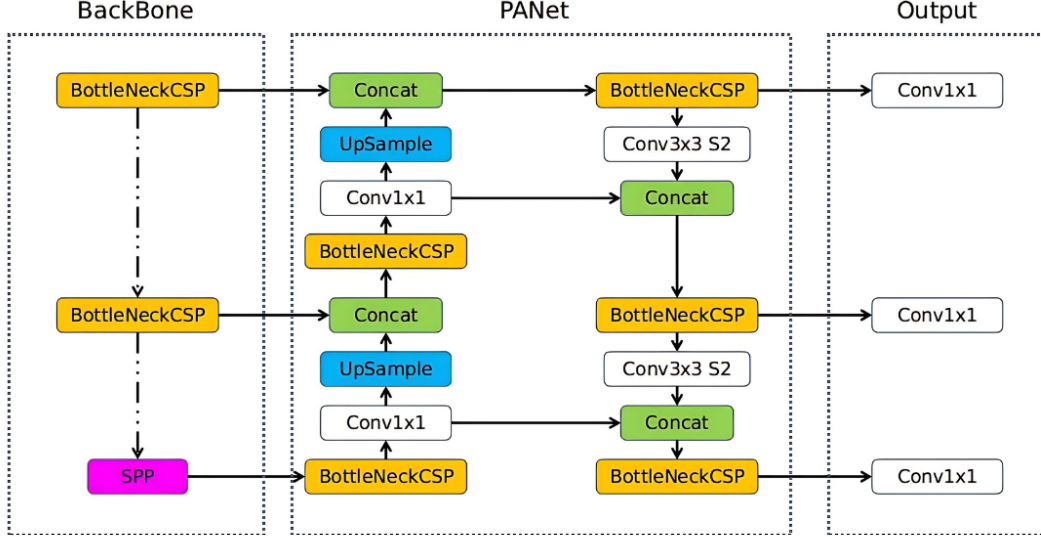 BackBone
PANet
Output
BottleNeckCSP
Concat
BottleNeckCSP
Conv1x1
UpSample
Conv3x3 S2
Conv1x1
Concat
BottleNeckCSP
BottleNeckCSP
Concat
BottleNeckCSP
Conv1x1
UpSample
Conv3x3 S2
Conv1x1
Concat
SPP
BottleNeckCSP
BottleNeckCSP
Conv1x1